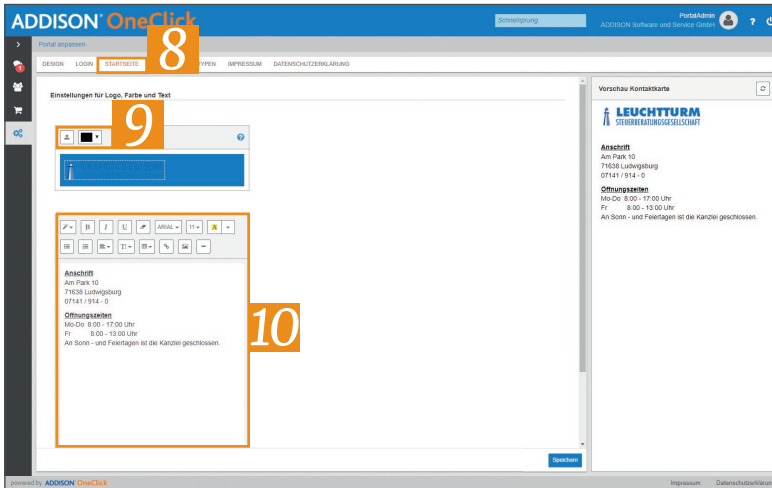 ADDISON OneClick
Schnellsprung
PortalAdmin
ADDISON Software und Service GmbH
?
Portal anpassen
8
DESIGN LOGIN STARTSEITE TYPEN IMPRESSUM DATENSCHUTZERKLÄRUNG
Einstellungen für Logo, Farbe und Text
9
?
10
B I U ARIAL 11 A
Anschrift
Am Park 10
71638 Ludwigsburg
07141 / 914 - 0
Öffnungszeiten
Mo-Do 8:00 - 17:00 Uhr
Fr 8:00 - 13:00 Uhr
An Sonn - und Feiertagen ist die Kanzlei geschlossen.
Speichern
Vorschau Kontaktkarte
LEUCHTTURM
STEUERBERATUNGSGESELLSCHAFT
Anschrift
Am Park 10
71638 Ludwigsburg
07141 / 914 - 0
Öffnungszeiten
Mo-Do 8:00 - 17:00 Uhr
Fr 8:00 - 13:00 Uhr
An Sonn - und Feiertagen ist die Kanzlei geschlossen.
powered by ADDISON OneClick
Impressum Datenschutzerklärun